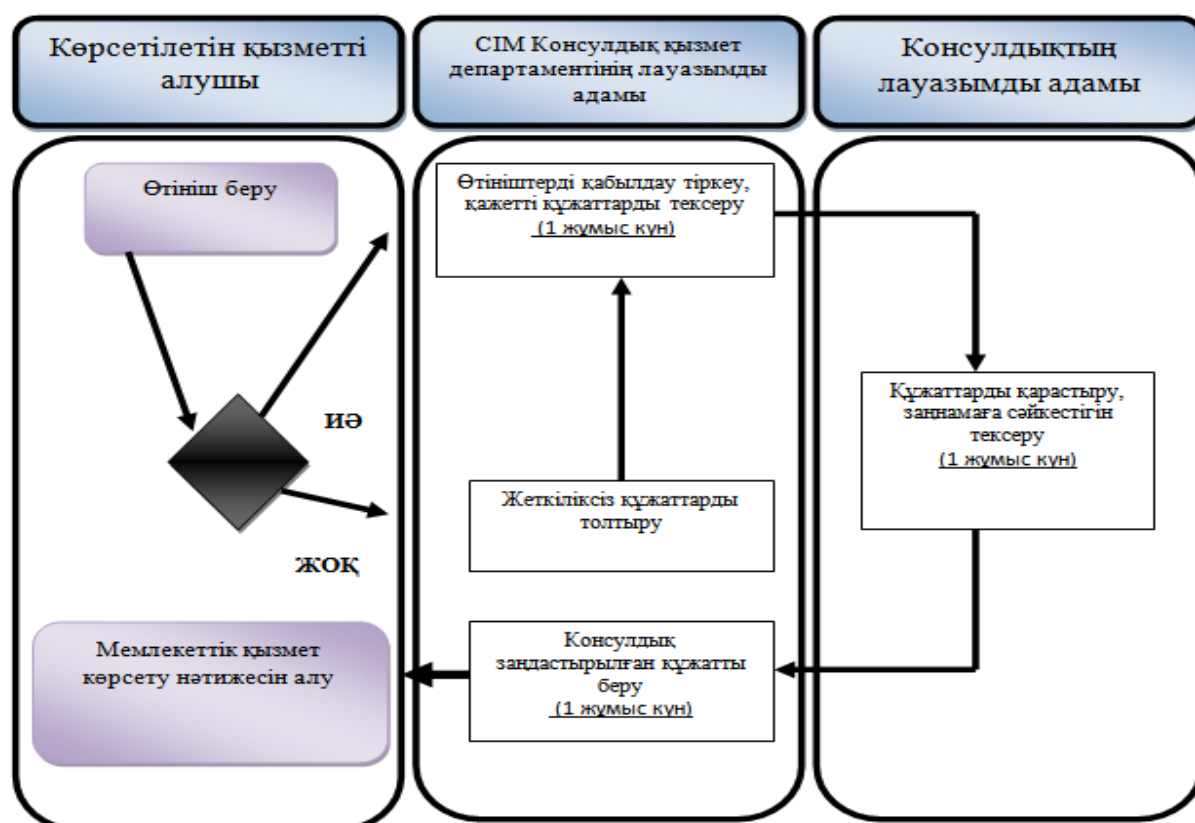 Көрсетілетін қызметті
алушы
СІМ Консулдық қызмет
департаментінің лауазымды
адамы
Консулдықтың
лауазымды адамы
Өтініш беру
Өтініштерді қабылдау тіркеу,
қажетті құжаттарды тексеру
(1 жұмыс күн)
Құжаттарды қарастыру,
заңнамаға сәйкестігін
тексеру
(1 жұмыс күн)
иә
Жеткіліксіз құжаттарды
толтыру
жоқ
Мемлекеттік қызмет
көрсету нәтижесін алу
Консулдық
заңдастырылған құжатты
беру
(1 жұмыс күн)